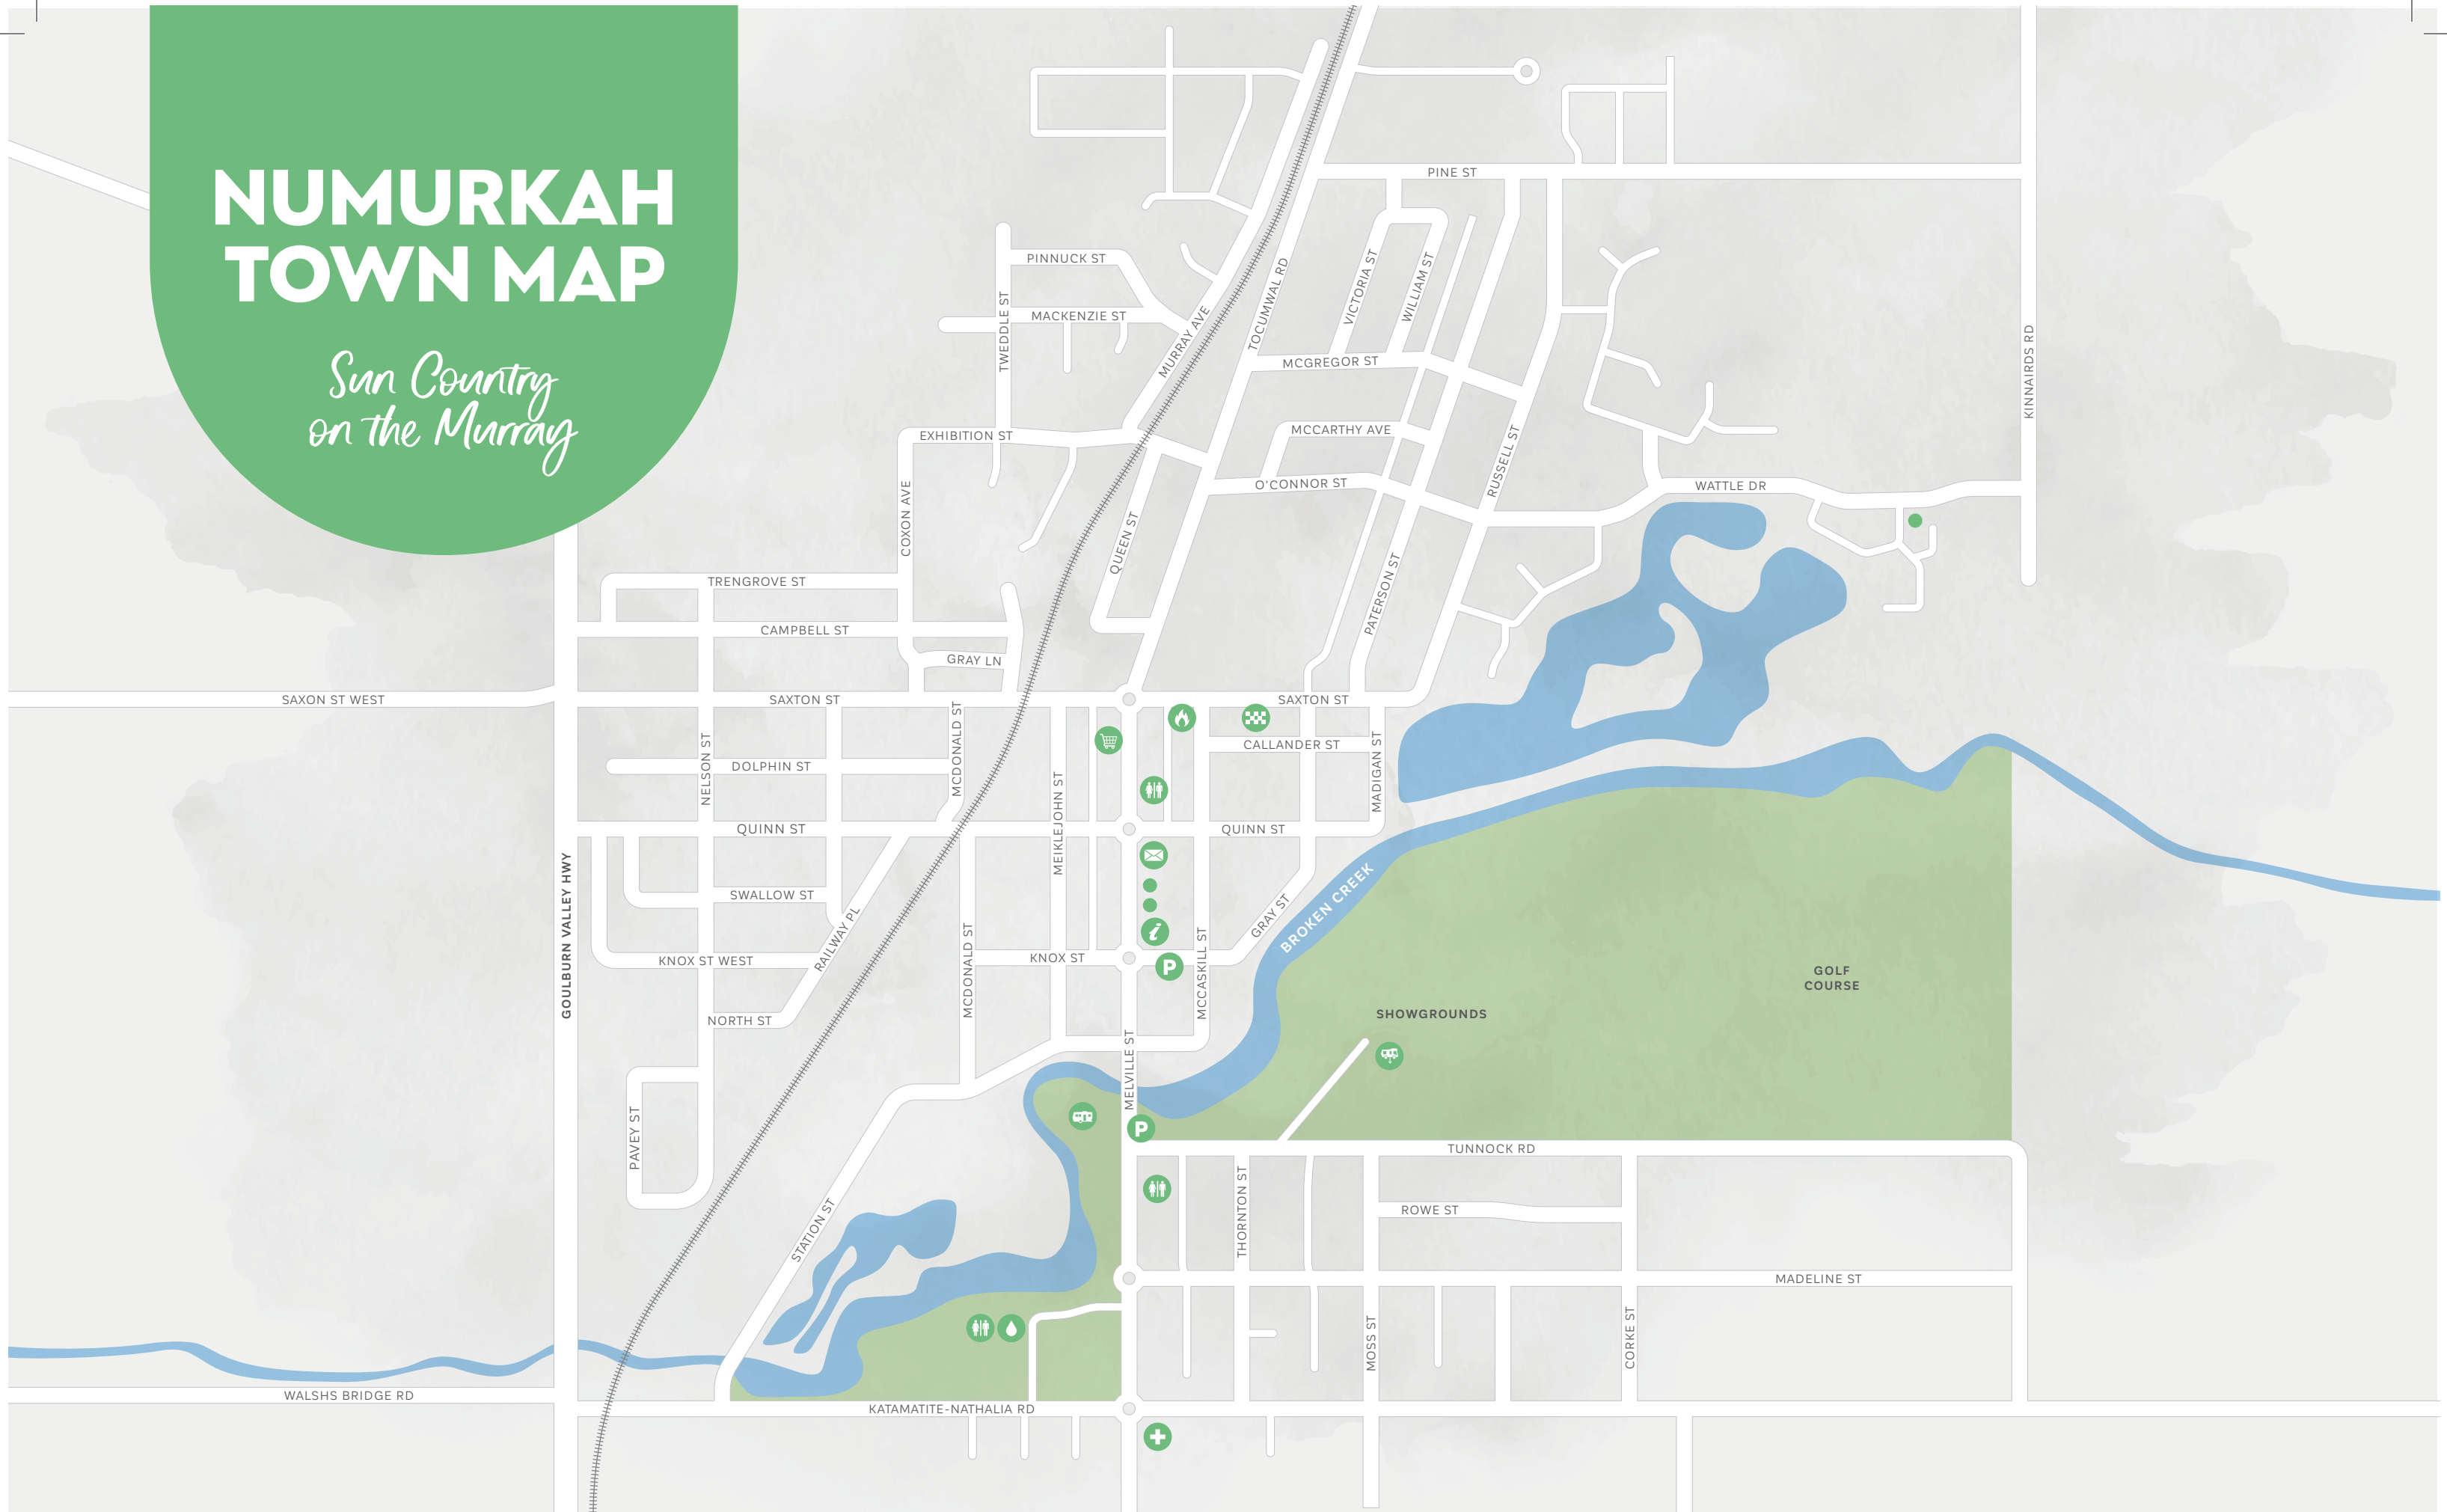 NUMURKAH
TOWN MAP
Sun Country
on the Murray
PINE ST
PINNUCK ST
MACKENZIE ST
TWEDDLE ST
MURRAY AVE
TOCUMWAL RD
VICTORIA ST
WILLIAM ST
MCGREGOR ST
KINNAIRDS RD
EXHIBITION ST
MCCARTHY AVE
O'CONNOR ST
RUSSELL ST
WATTLE DR
COXON AVE
QUEEN ST
PATERSON ST
TRENGROVE ST
CAMPBELL ST
GRAY LN
SAXON ST WEST
SAXTON ST
SAXTON ST
MCDONALD ST
NELSON ST
DOLPHIN ST
CALLANDER ST
MADIGAN ST
MEIKLEJOHN ST
QUINN ST
QUINN ST
GOULBURN VALLEY HWY
SWALLOW ST
RAILWAY PL
KNOX ST WEST
MCDONALD ST
KNOX ST
P
MCCASKILL ST
GRAY ST
BROKEN CREEK
GOLF
COURSE
NORTH ST
SHOWGROUNDS
MELVILLE ST
PAVEY ST
P
TUNNOCK RD
THORNTON ST
ROWE ST
STATION ST
MADELINE ST
MOSS ST
CORKE ST
WALSHS BRIDGE RD
KATAMATITE-NATHALIA RD